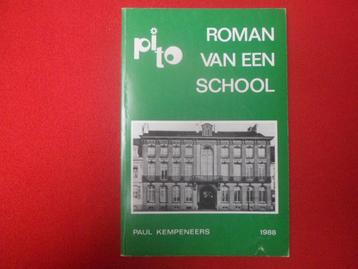 pito
ROMAN
VAN EEN
SCHOOL
PAUL KEMPENEERS 1988